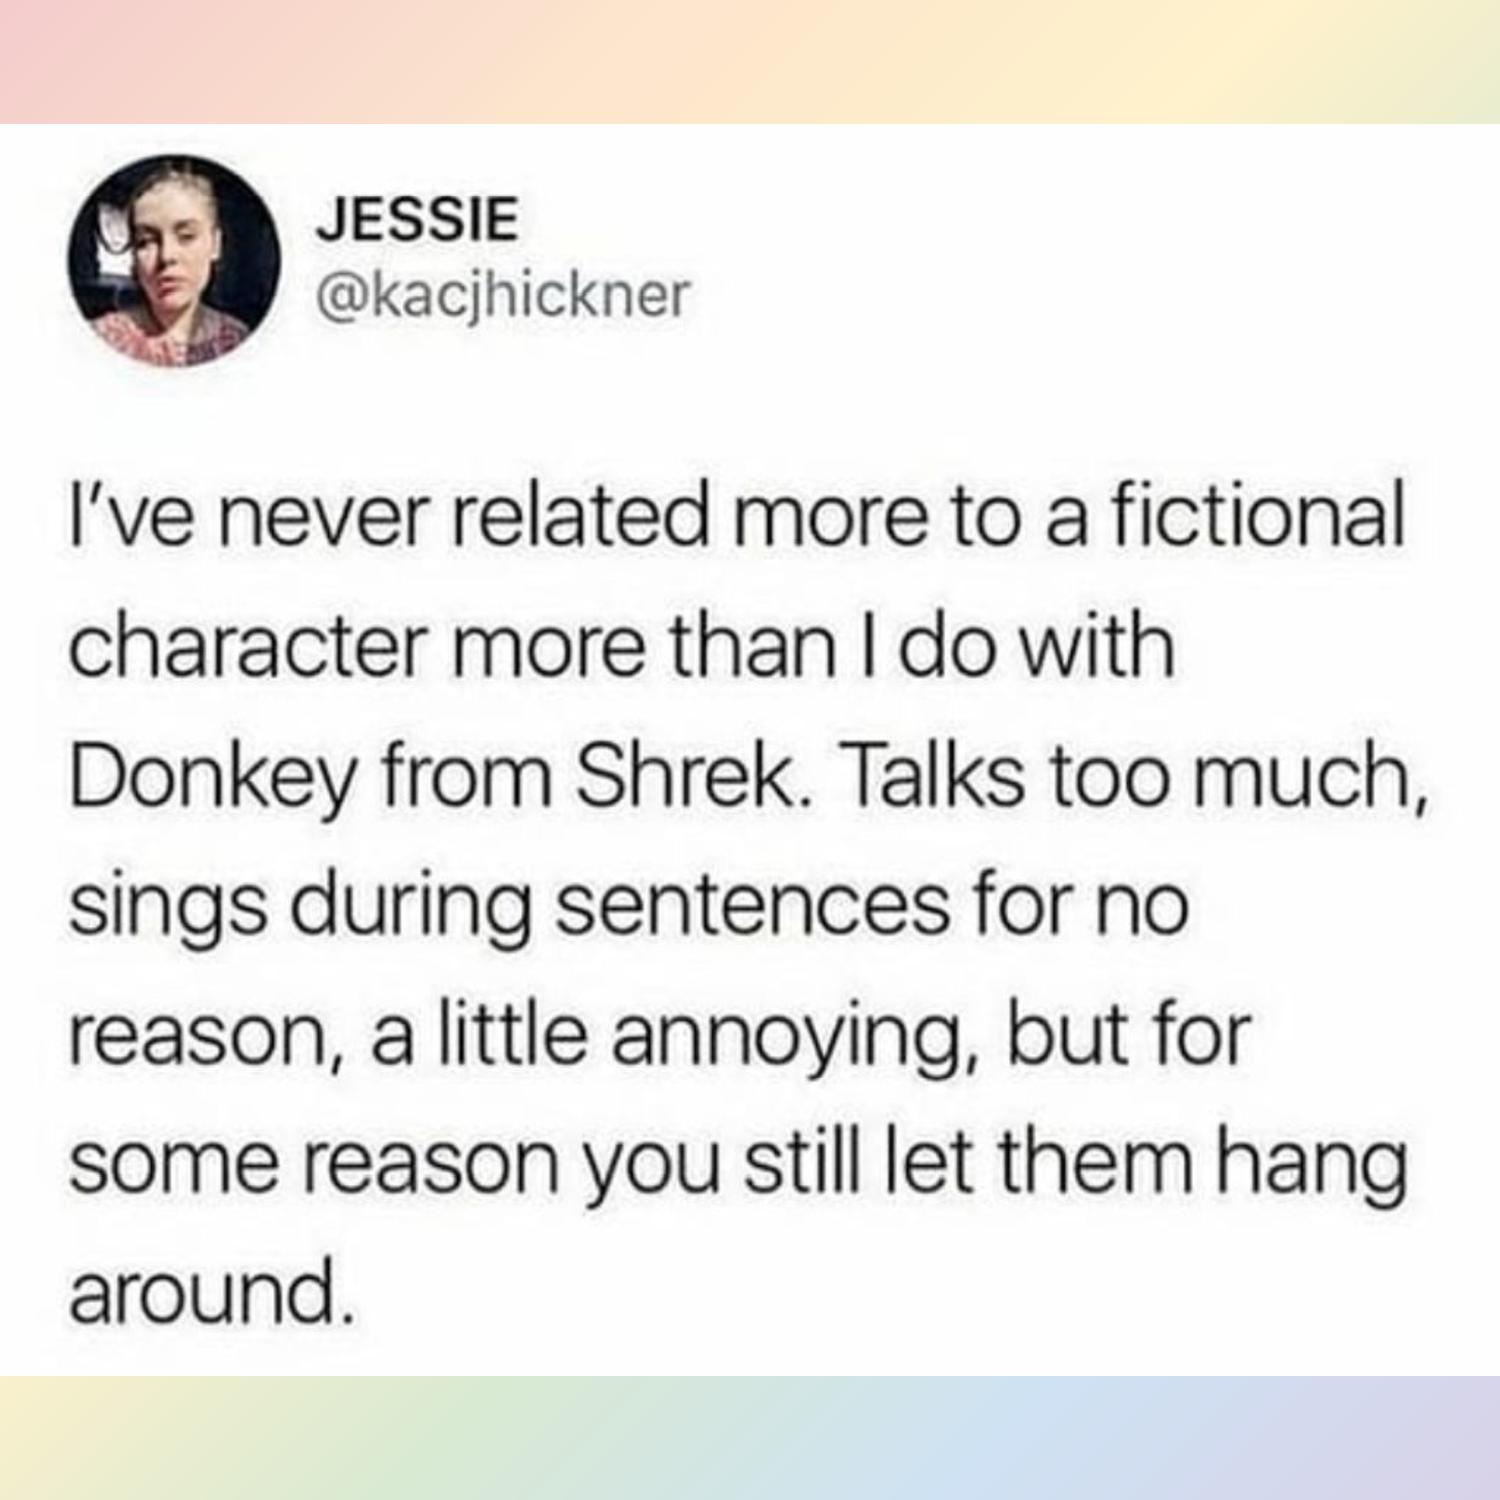 JESSIE
@kacjhickner
I've never related more to a fictional
character more than I do with
Donkey from Shrek. Talks too much,
sings during sentences for no
reason, a little annoying, but for
some reason you still let them hang
around.